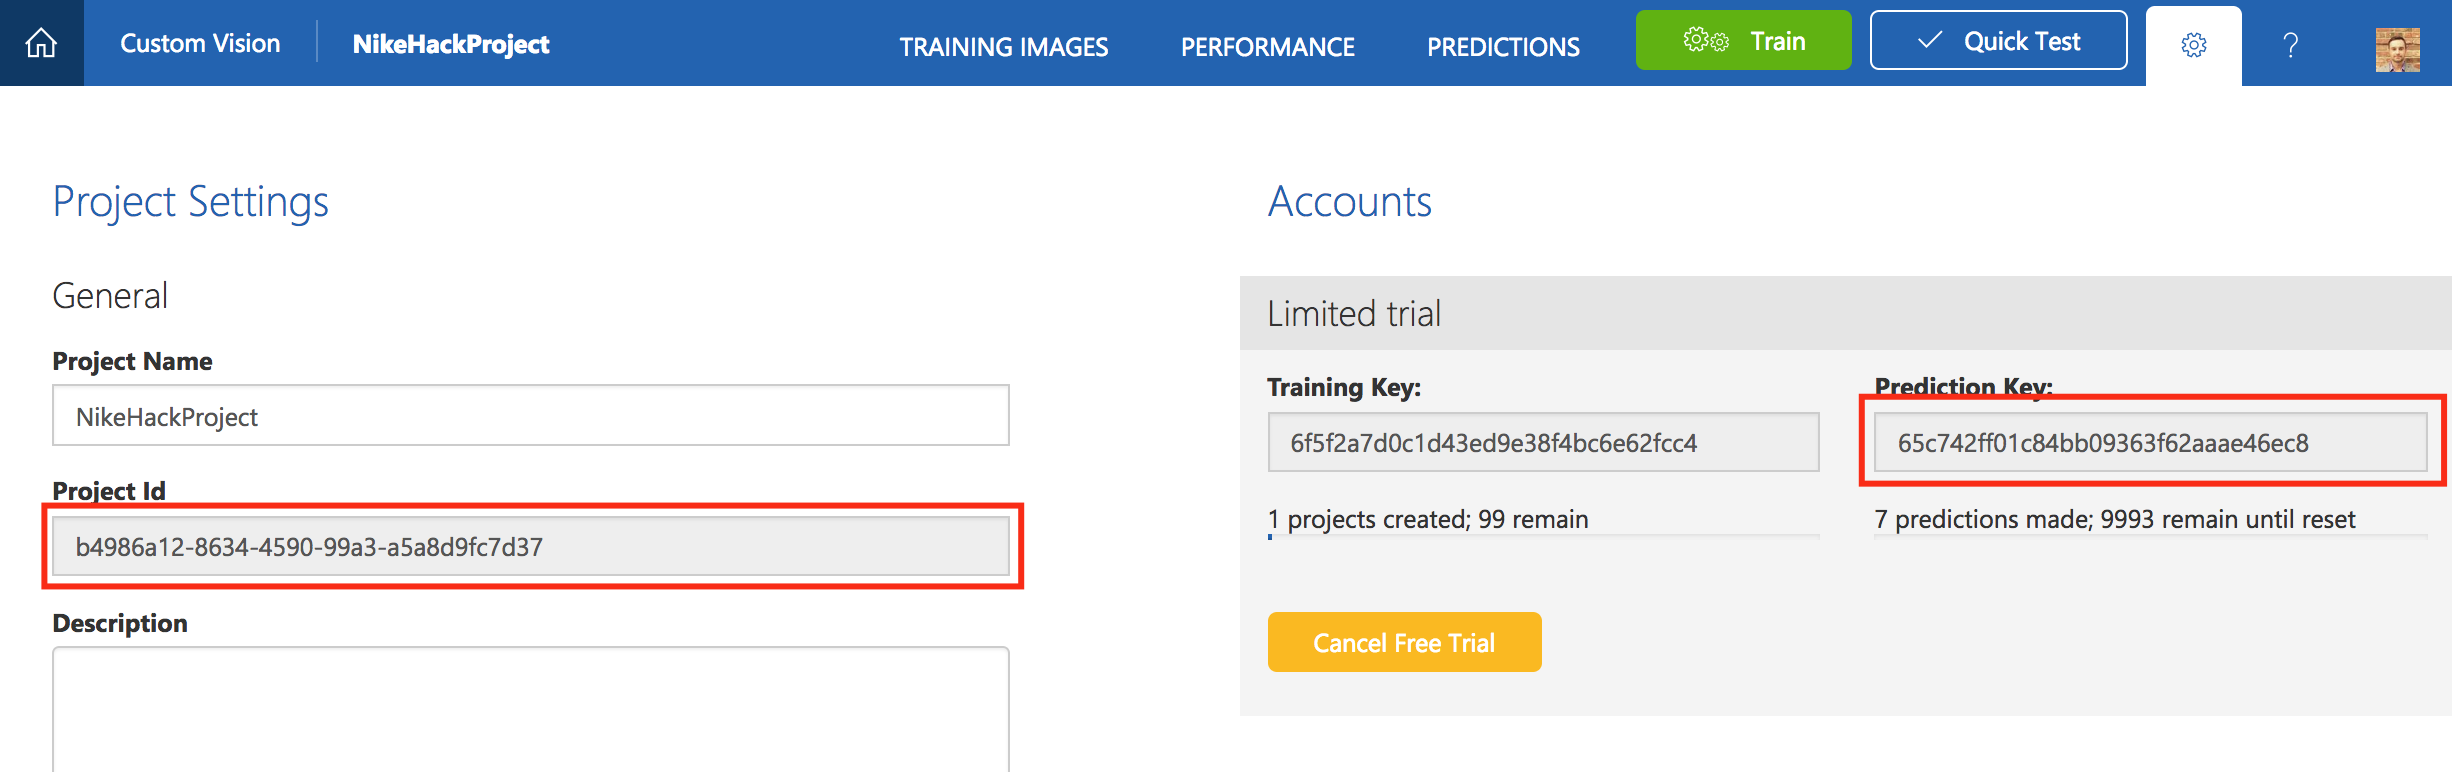 Custom Vision NikeHackProject TRAINING IMAGES PERFORMANCE PREDICTIONS Train Quick Test ?
Project Settings
General
Project Name
NikeHackProject
Project Id
b4986a12-8634-4590-99a3-a5a8d9fc7d37
Description
Accounts
Limited trial
Training Key:
6f5f2a7d0c1d43ed9e38f4bc6e62fcc4
1 projects created; 99 remain
Prediction Key:
65c742ff01c84bb09363f62aaae46ec8
7 predictions made; 9993 remain until reset
Cancel Free Trial